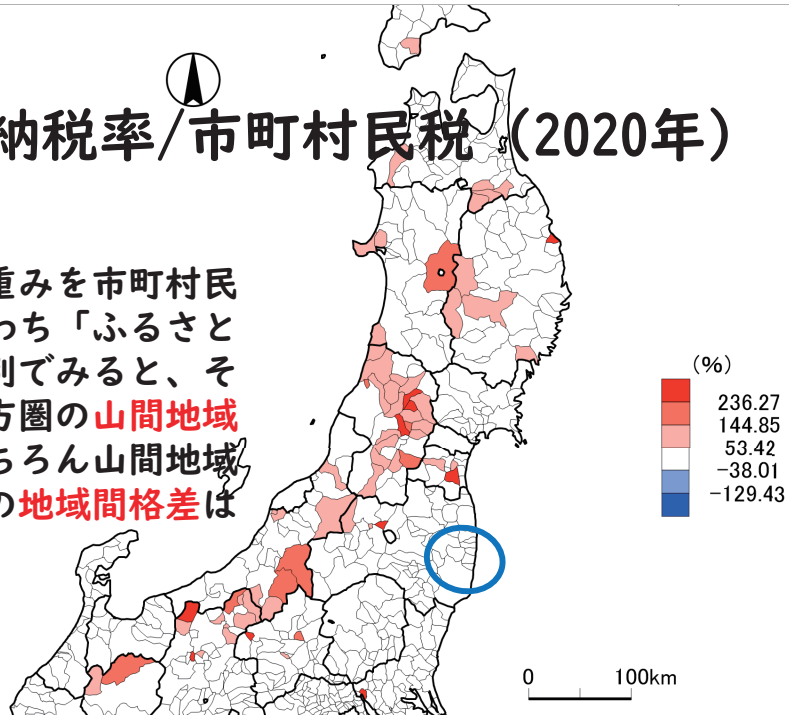 納税率/市町村民税（2020年）
重みを市町村民
わち「ふるさと
別でみると、そ
方圏の山間地域
ちろん山間地域
の地域間格差は
(%)
236.27
144.85
53.42
-38.01
-129.43
0 100km